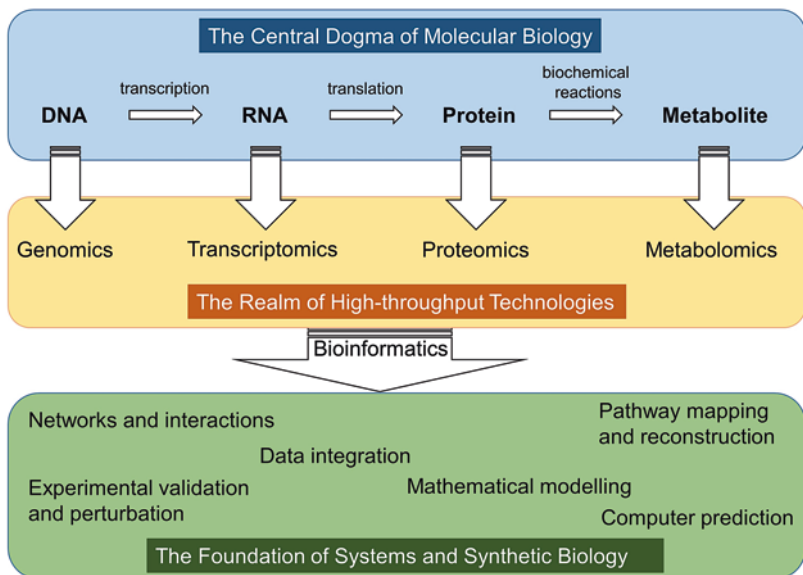 The Central Dogma of Molecular Biology
transcription
translation
biochemical
reactions
DNA
RNA
Protein
Metabolite
Genomics
Transcriptomics
Proteomics
Metabolomics
The Realm of High-throughput Technologies
Bioinformatics
Networks and interactions
Pathway mapping
and reconstruction
Data integration
Experimental validation
and perturbation
Mathematical modelling
Computer prediction
The Foundation of Systems and Synthetic Biology